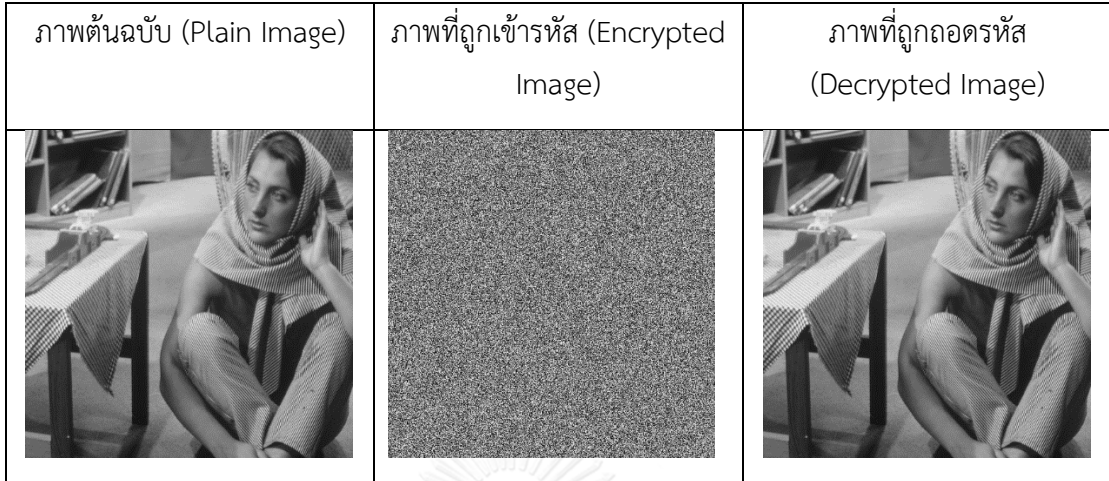 ภาพต้นฉบับ (Plain Image)
ภาพที่ถูกเข้ารหัส (Encrypted
Image)
ภาพที่ถูกถอดรหัส
(Decrypted Image)